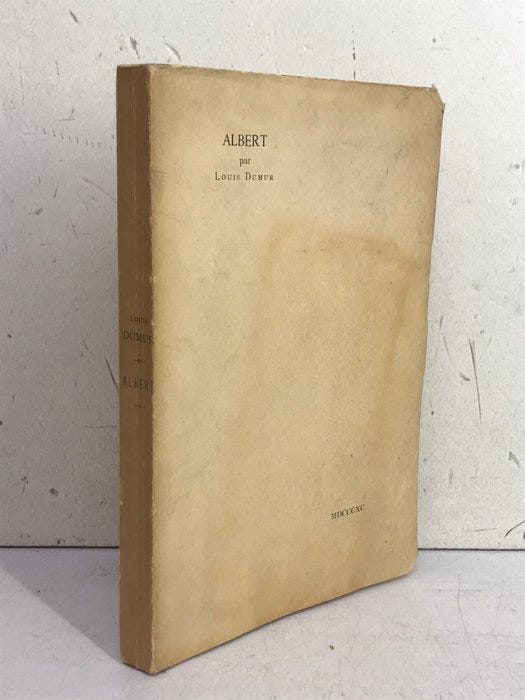 ALBERT
par
LOUIS DUMUR
MDCCCXC
LOUIS
DUMUR
ALBERT